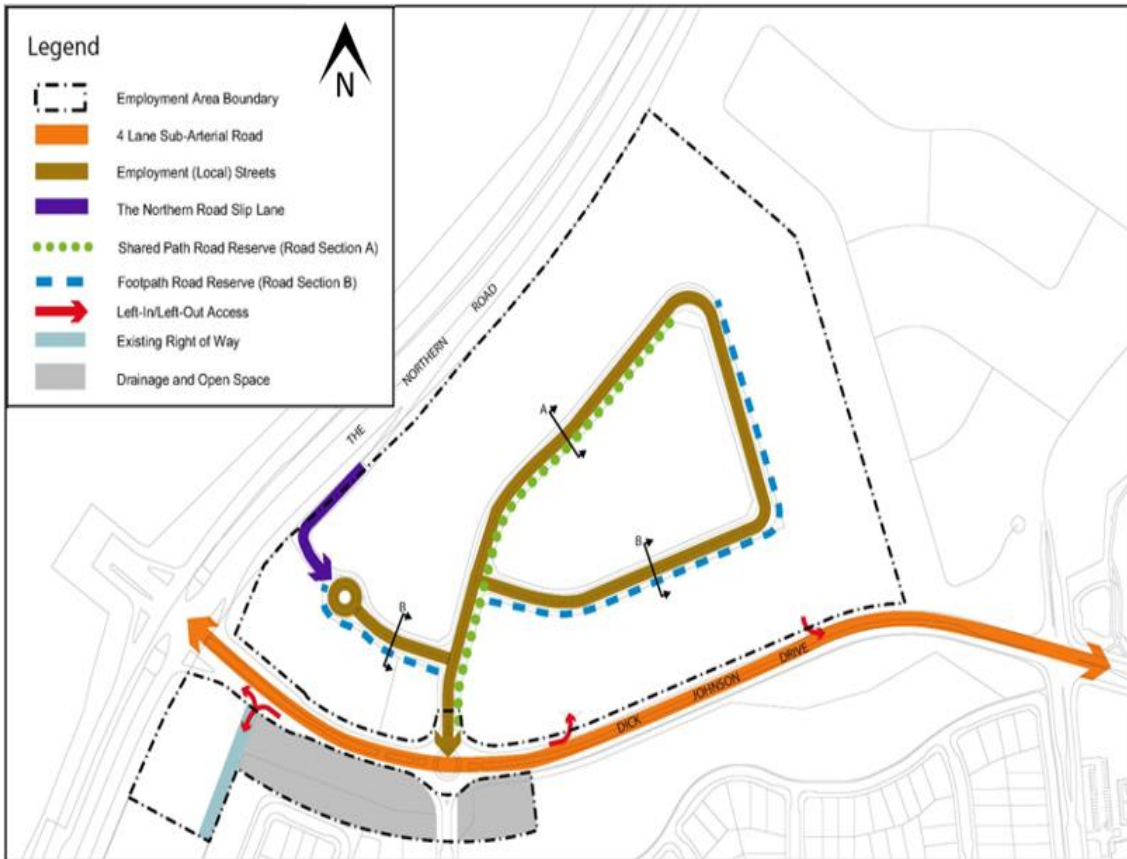 Legend
N
Employment Area Boundary
4 Lane Sub-Arterial Road
Employment (Local) Streets
The Northern Road Slip Lane
Shared Path Road Reserve (Road Section A)
Footpath Road Reserve (Road Section B)
Left-In/Left-Out Access
Existing Right of Way
Drainage and Open Space
THE NORTHERN ROAD
A
B
B
DICK JOHNSON DRIVE